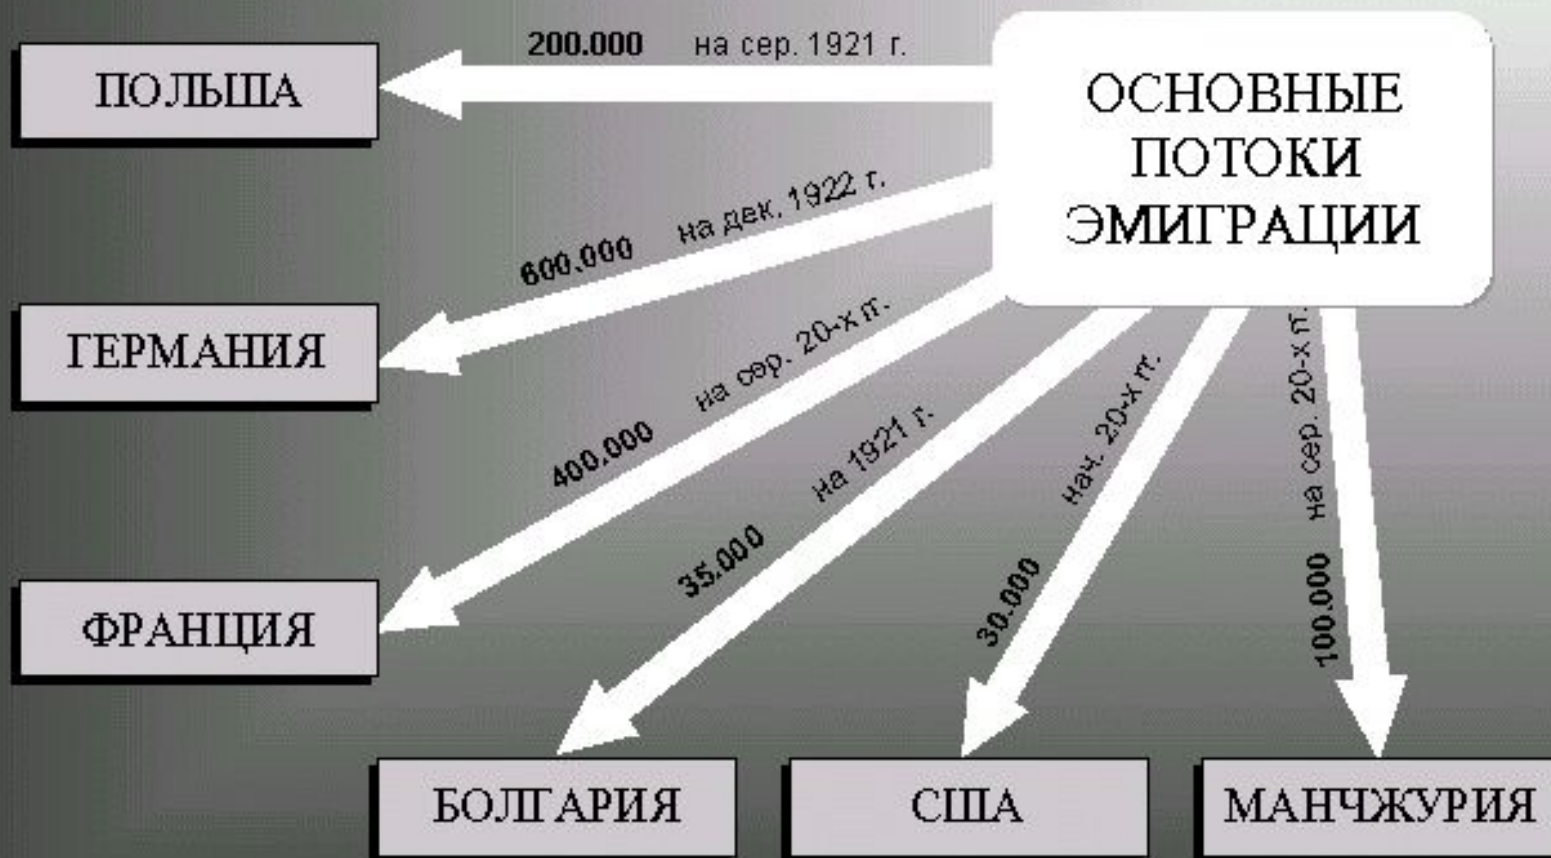 ОСНОВНЫЕ
ПОТОКИ
ЭМИГРАЦИИ
200.000 на сер. 1921 г.
ПОЛЬША
600.000 на дек. 1922 г.
ГЕРМАНИЯ
400.000 на сер. 20-х гг.
ФРАНЦИЯ
35.000 на 1921 г.
БОЛГАРИЯ
30.000 нач. 20-х гг.
США
100.000 на сер. 20-х гг.
МАНЧЖУРИЯ